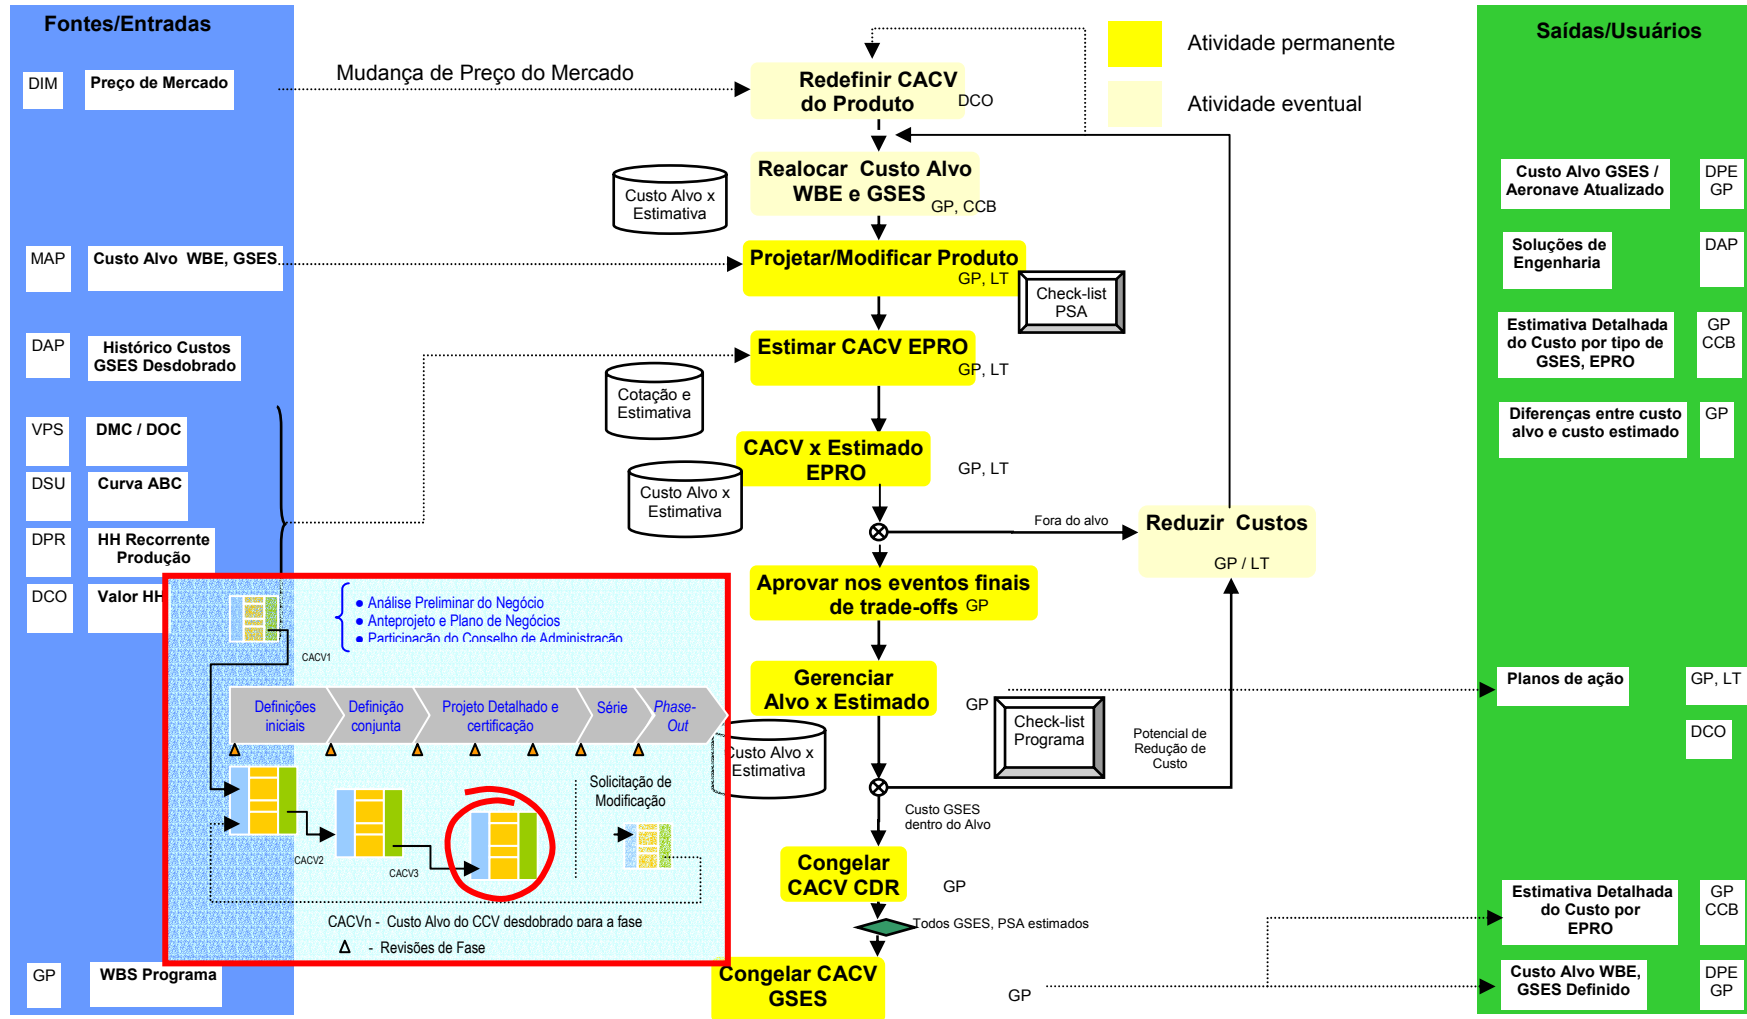 Fontes/Entradas
DIM
Preço de Mercado
MAP
Custo Alvo WBE, GSES
DAP
Histórico Custos
GSES Desdobrado
VPS
DMC / DOC
DSU
Curva ABC
DPR
HH Recorrente
Produção
DCO
Valor HH
GP
WBS Programa
Mudança de Preço do Mercado
Redefinir CACV
do Produto
DCO
Atividade permanente
Atividade eventual
Realocar Custo Alvo
WBE e GSES
GP, CCB
Custo Alvo x
Estimativa
Projetar/Modificar Produto
GP, LT
Check-list
PSA
Estimar CACV EPRO
GP, LT
Cotação e
Estimativa
CACV x Estimado
EPRO
GP, LT
Custo Alvo x
Estimativa
Fora do alvo
Reduzir Custos
GP / LT
Aprovar nos eventos finais
de trade-offs
GP
Gerenciar
Alvo x Estimado
GP
Check-list
Programa
Potencial de
Redução de
Custo
Custo Alvo x
Estimativa
Custo GSES
dentro do Alvo
Congelar
CACV CDR
GP
Todos GSES, PSA estimados
Congelar CACV
GSES
GP
● Análise Preliminar do Negócio
● Anteprojeto e Plano de Negócios
● Participação do Conselho de Administração
CACV1
Definições
iniciais
Definição
conjunta
Projeto Detalhado e
certificação
Série
Phase-
Out
Solicitação de
Modificação
CACV2
CACV3
CACVn - Custo Alvo do CCV desdobrado para a fase
Δ - Revisões de Fase
Saídas/Usuários
Custo Alvo GSES /
Aeronave Atualizado
DPE
GP
Soluções de
Engenharia
DAP
Estimativa Detalhada
do Custo por tipo de
GSES, EPRO
GP
CCB
Diferenças entre custo
alvo e custo estimado
GP
Planos de ação
GP, LT
DCO
Estimativa Detalhada
do Custo por
EPRO
GP
CCB
Custo Alvo WBE,
GSES Definido
DPE
GP